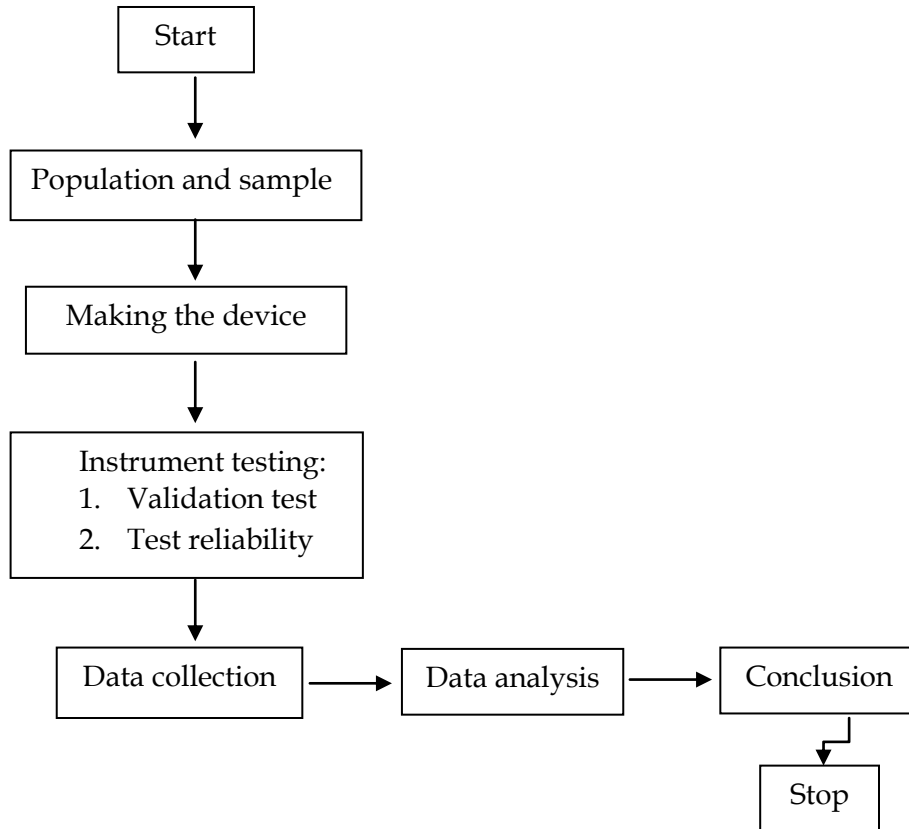 Start
Population and sample
Making the device
Instrument testing:
1. Validation test
2. Test reliability
Data collection
Data analysis
Conclusion
Stop